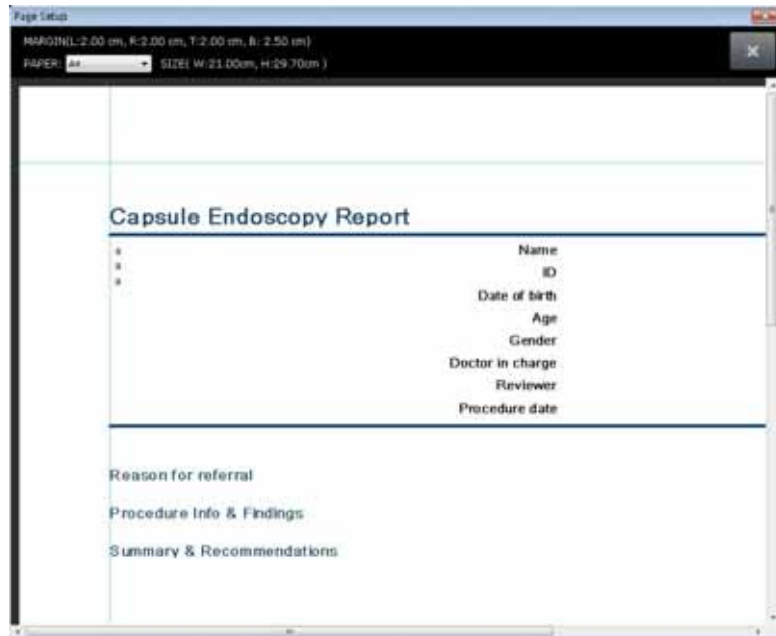 Page Setup
MARGIN(L:2.00 cm, R:2.00 cm, T:2.00 cm, B: 2.50 cm)
PAPER: A4 SIZE( W:21.00cm, H:29.70cm )
Capsule Endoscopy Report
Name
ID
Date of birth
Age
Gender
Doctor in charge
Reviewer
Procedure date
Reason for referral
Procedure Info & Findings
Summary & Recommendations